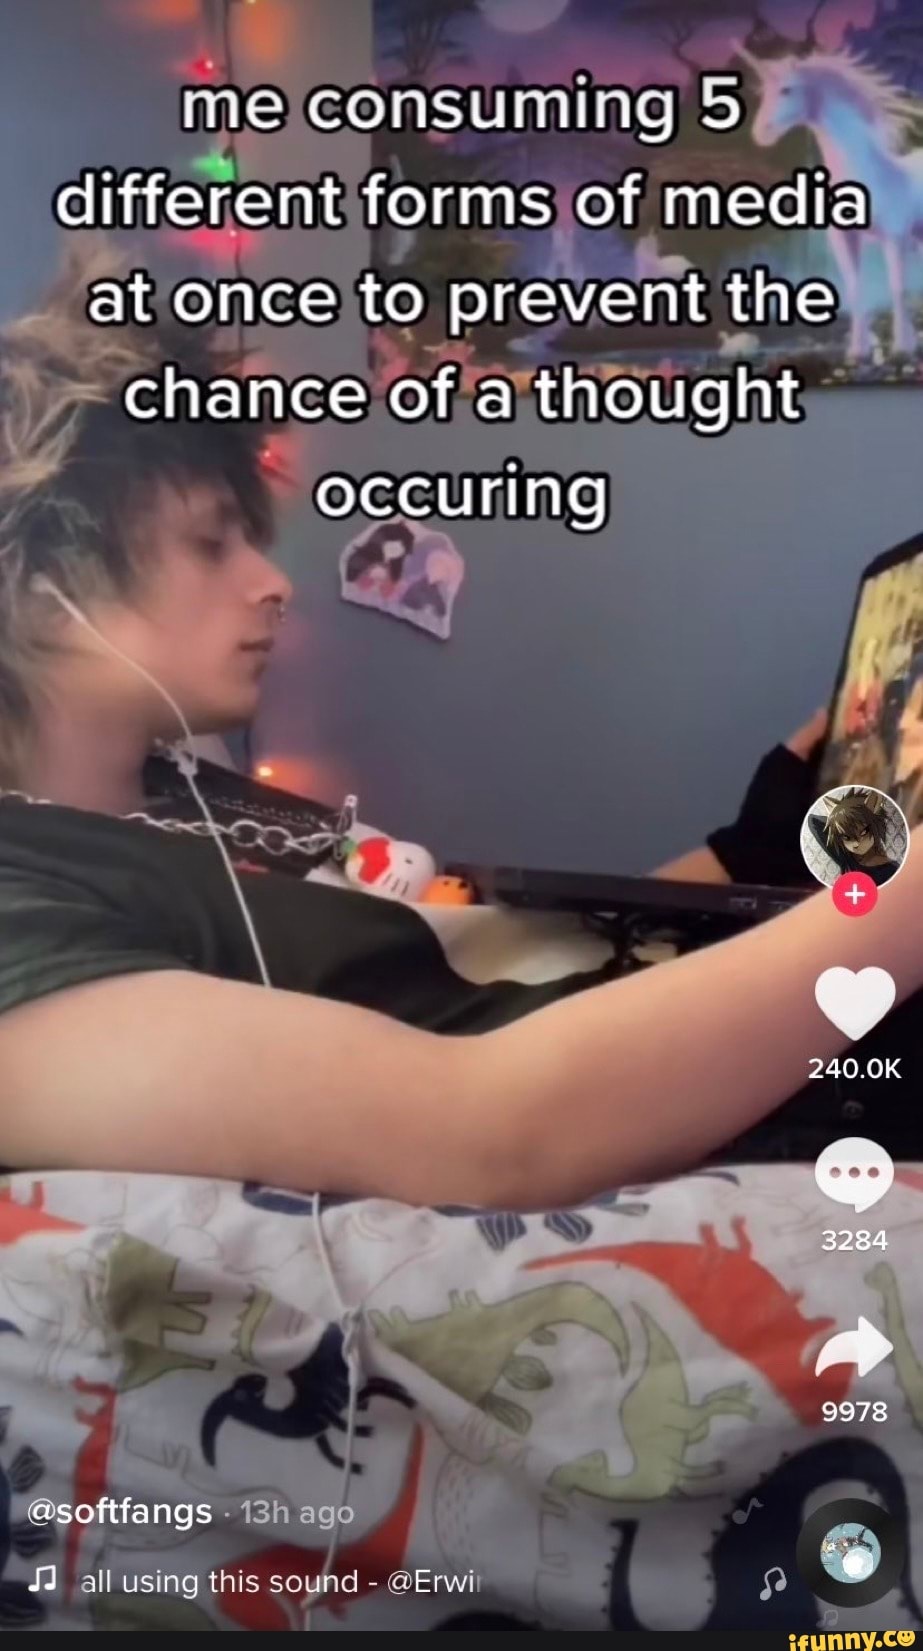 me consuming 5
different forms of media
at once to prevent the
chance of a thought
occuring
240.0K
3284
9978
@softfangs · 13h ago
all using this sound - @Erwi
ifunny.co